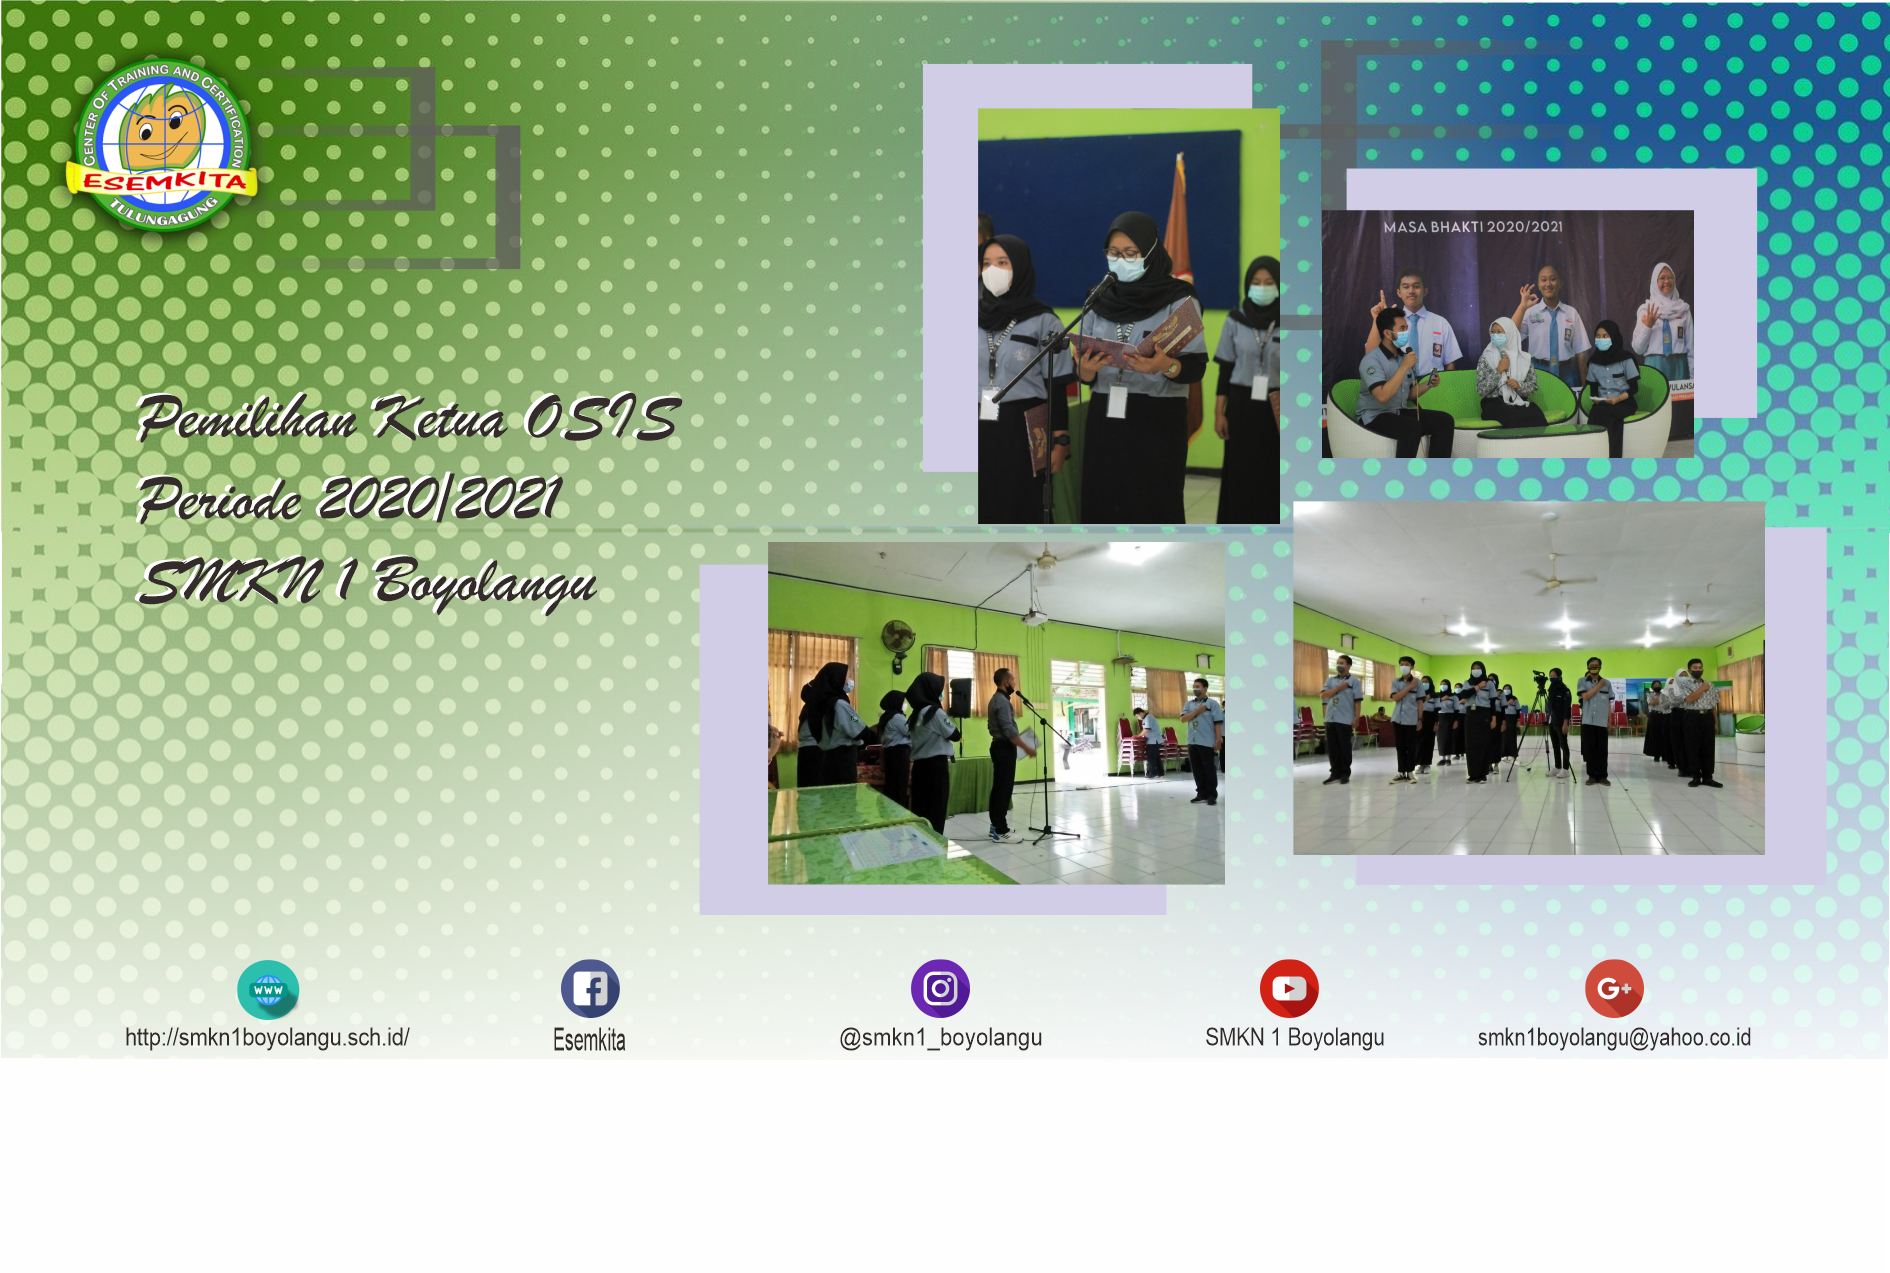 CENTER OF TRAINING AND CERTIFICATION
ESEMKITA
TULUNGAGUNG
MASA BHAKTI 2020/2021
Pemilihan Ketua OSIS
Periode 2020/2021
SMKN 1 Boyolangu
www
G+
http://smkn1boyolangu.sch.id/
Esemkita
@smkn1_boyolangu
SMKN 1 Boyolangu
smkn1boyolangu@yahoo.co.id